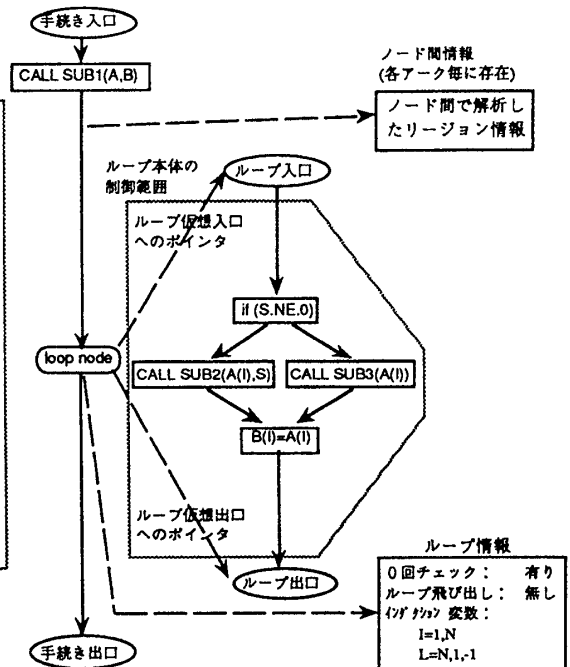 手続き入口
CALL SUB1(A,B)
ノード間情報
(各アーク毎に存在)
ノード間で解析し
たリージョン情報
ループ本体の
制御範囲
ループ入口
ループ仮想入口
へのポインタ
if (S.NE.0)
loop node
CALL SUB2(A(I),S)
CALL SUB3(A(I))
B(I)=A(I)
ループ仮想出口
へのポインタ
ループ出口
ループ情報
0回チェック： 有り
ループ飛び出し： 無し
インダクション 変数：
I=1,N
L=N,1,-1
手続き出口